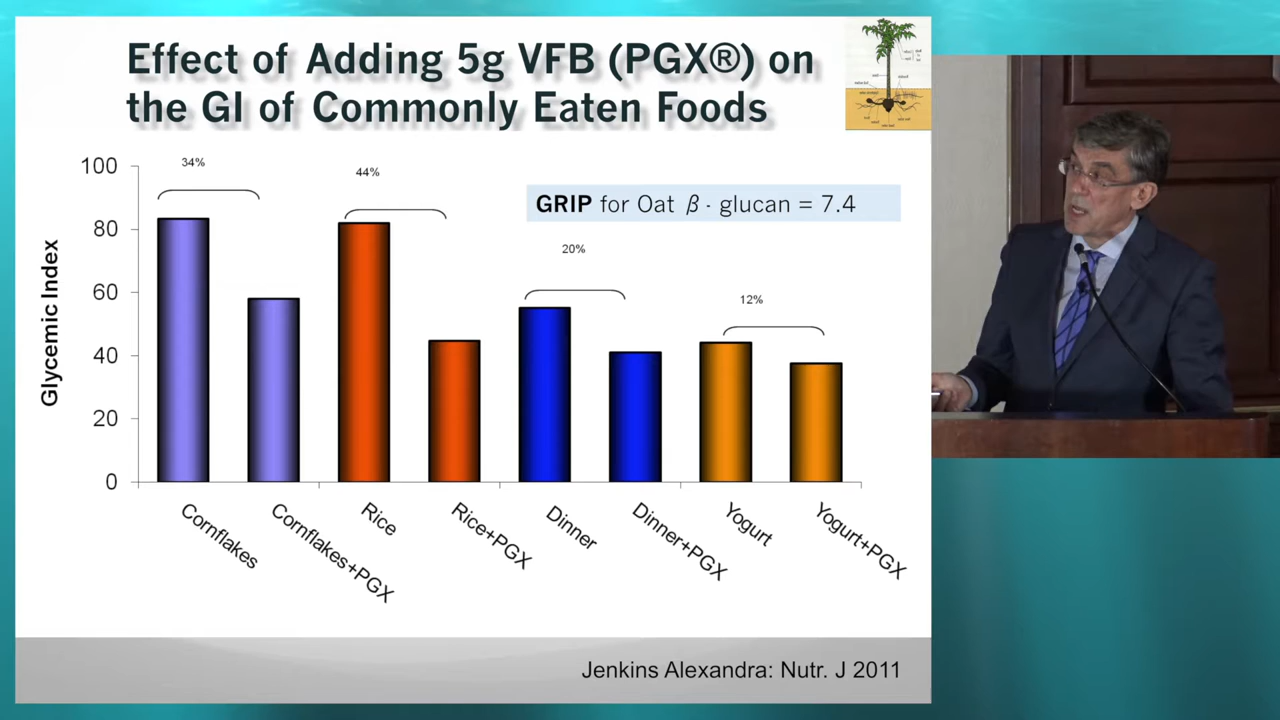 Effect of Adding 5g VFB (PGX®) on
the GI of Commonly Eaten Foods
34%
44%
GRIP for Oat β · glucan = 7.4
20%
12%
Glycemic Index
100
80
60
40
20
0
Cornflakes
Cornflakes+PGX
Rice
Rice+PGX
Dinner
Dinner+PGX
Yogurt
Yogurt+PGX
Jenkins Alexandra: Nutr. J 2011